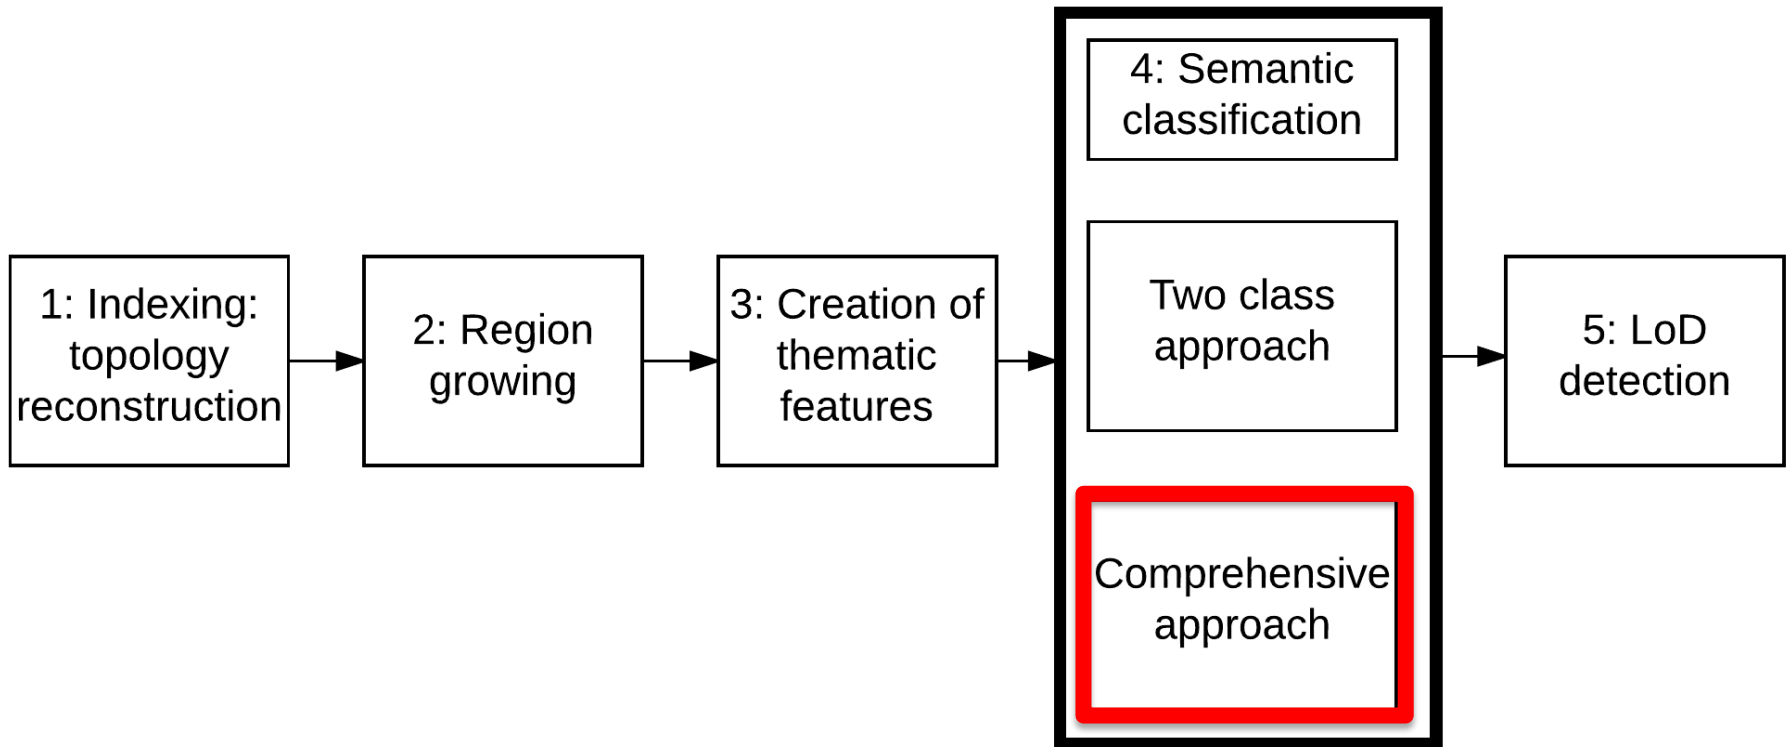 1: Indexing:
topology
reconstruction
2: Region
growing
3: Creation of
thematic
features
4: Semantic
classification
Two class
approach
Comprehensive
approach
5: LoD
detection